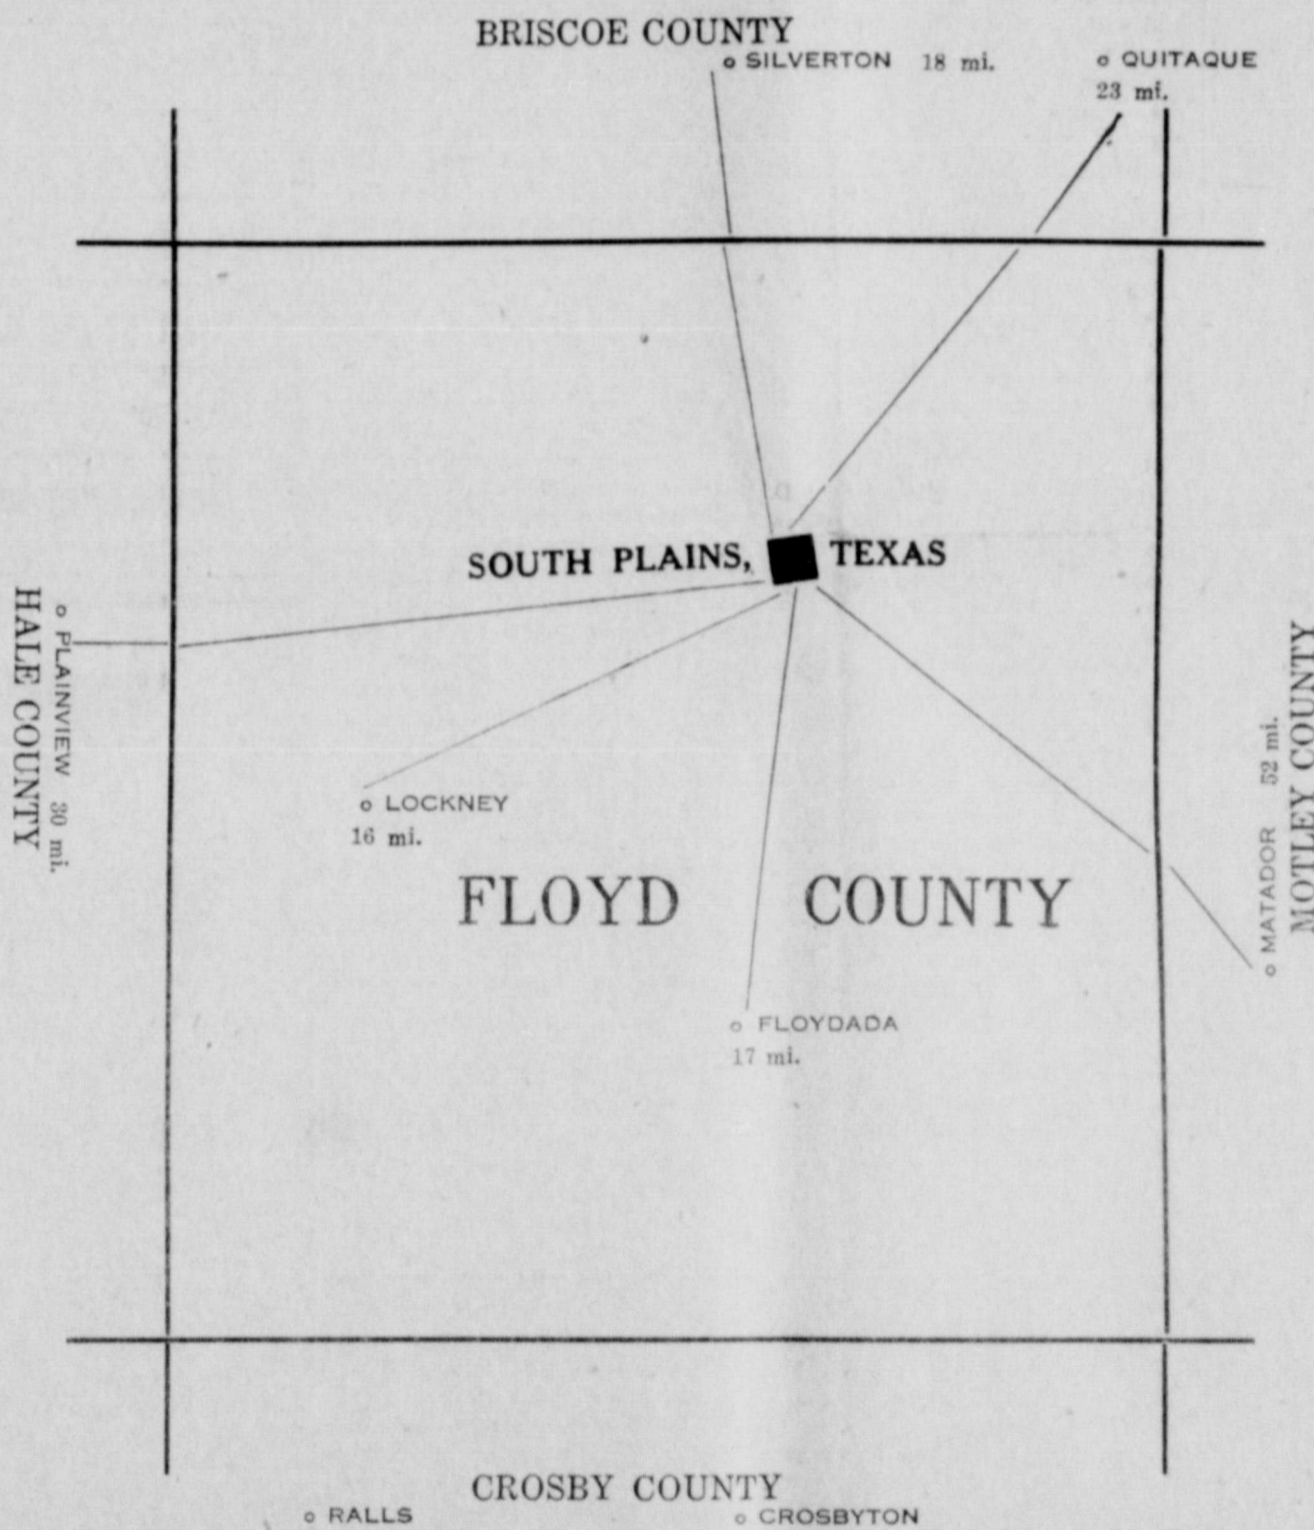 BRISCOE COUNTY
o SILVERTON 18 mi.
o QUITAQUE
23 mi.
SOUTH PLAINS, TEXAS
HALE COUNTY
o PLAINVIEW 30 mi.
o LOCKNEY
16 mi.
FLOYD COUNTY
o MATADOR 52 mi.
MOTLEY COUNTY
o FLOYDADA
17 mi.
CROSBY COUNTY
o RALLS
o CROSBYTON